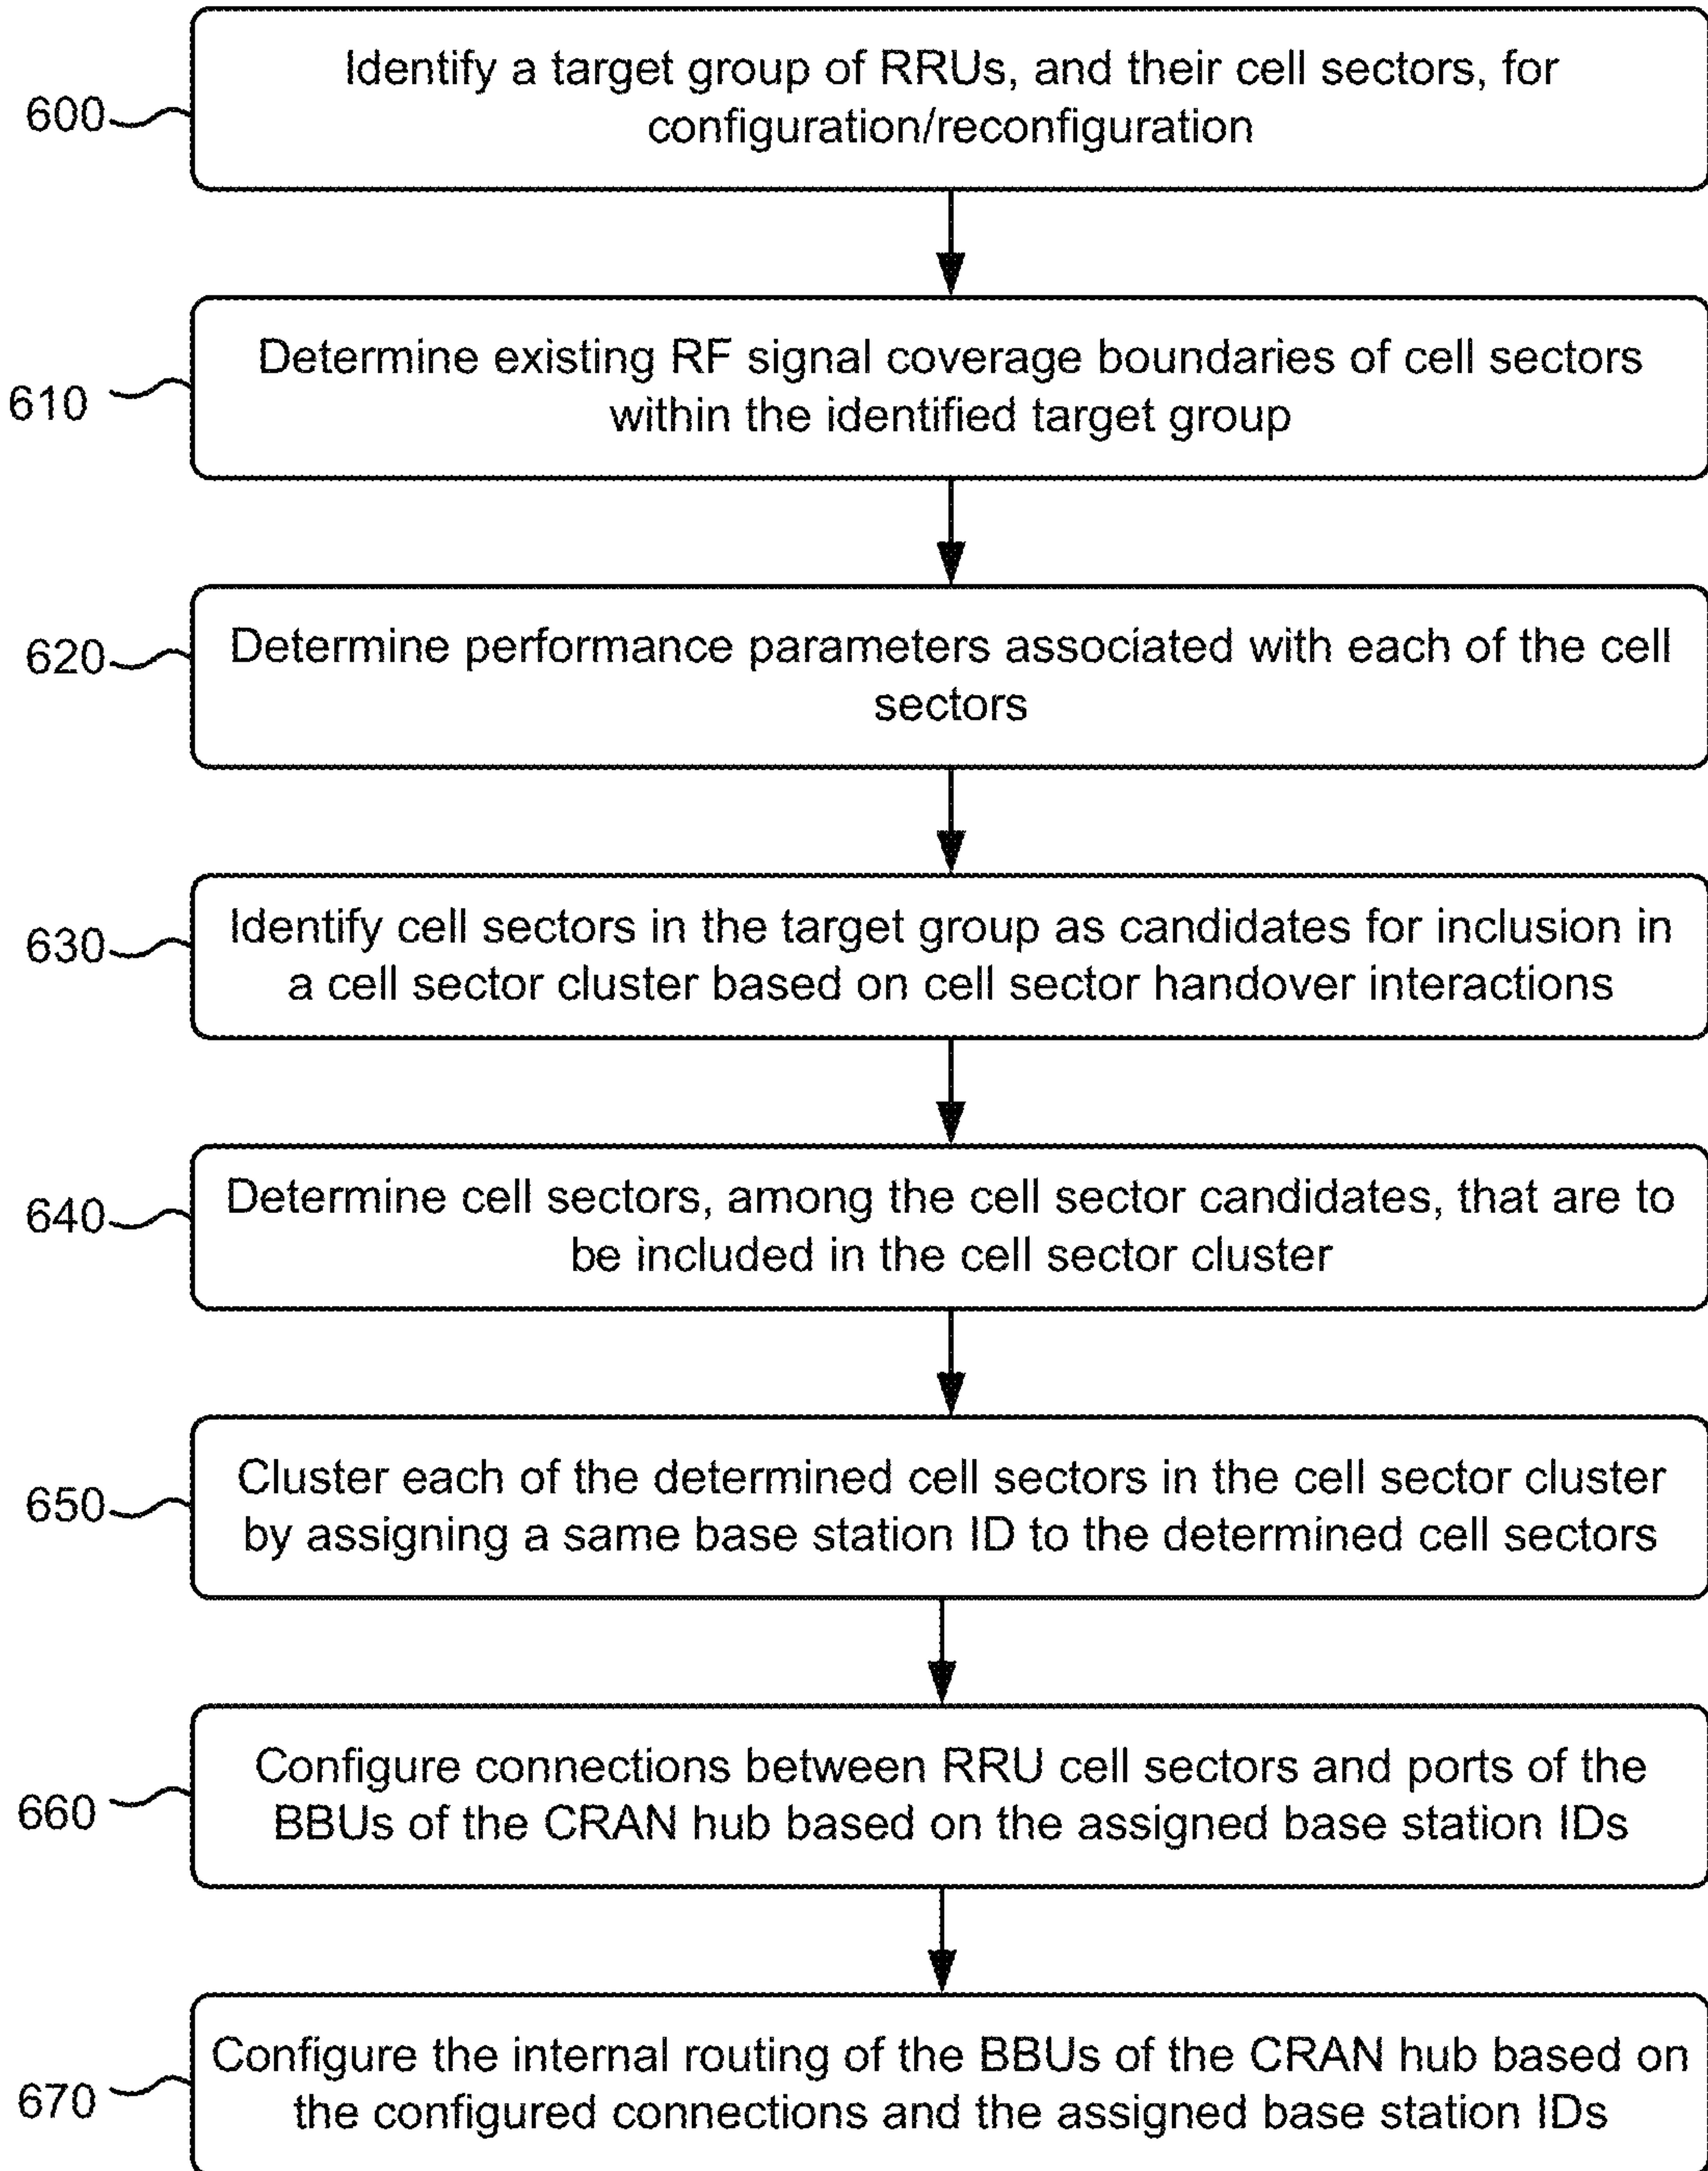 600
Identify a target group of RRUs, and their cell sectors, for
configuration/reconfiguration
610
Determine existing RF signal coverage boundaries of cell sectors
within the identified target group
620
Determine performance parameters associated with each of the cell
sectors
630
Identify cell sectors in the target group as candidates for inclusion in
a cell sector cluster based on cell sector handover interactions
640
Determine cell sectors, among the cell sector candidates, that are to
be included in the cell sector cluster
650
Cluster each of the determined cell sectors in the cell sector cluster
by assigning a same base station ID to the determined cell sectors
660
Configure connections between RRU cell sectors and ports of the
BBUs of the CRAN hub based on the assigned base station IDs
670
Configure the internal routing of the BBUs of the CRAN hub based on
the configured connections and the assigned base station IDs